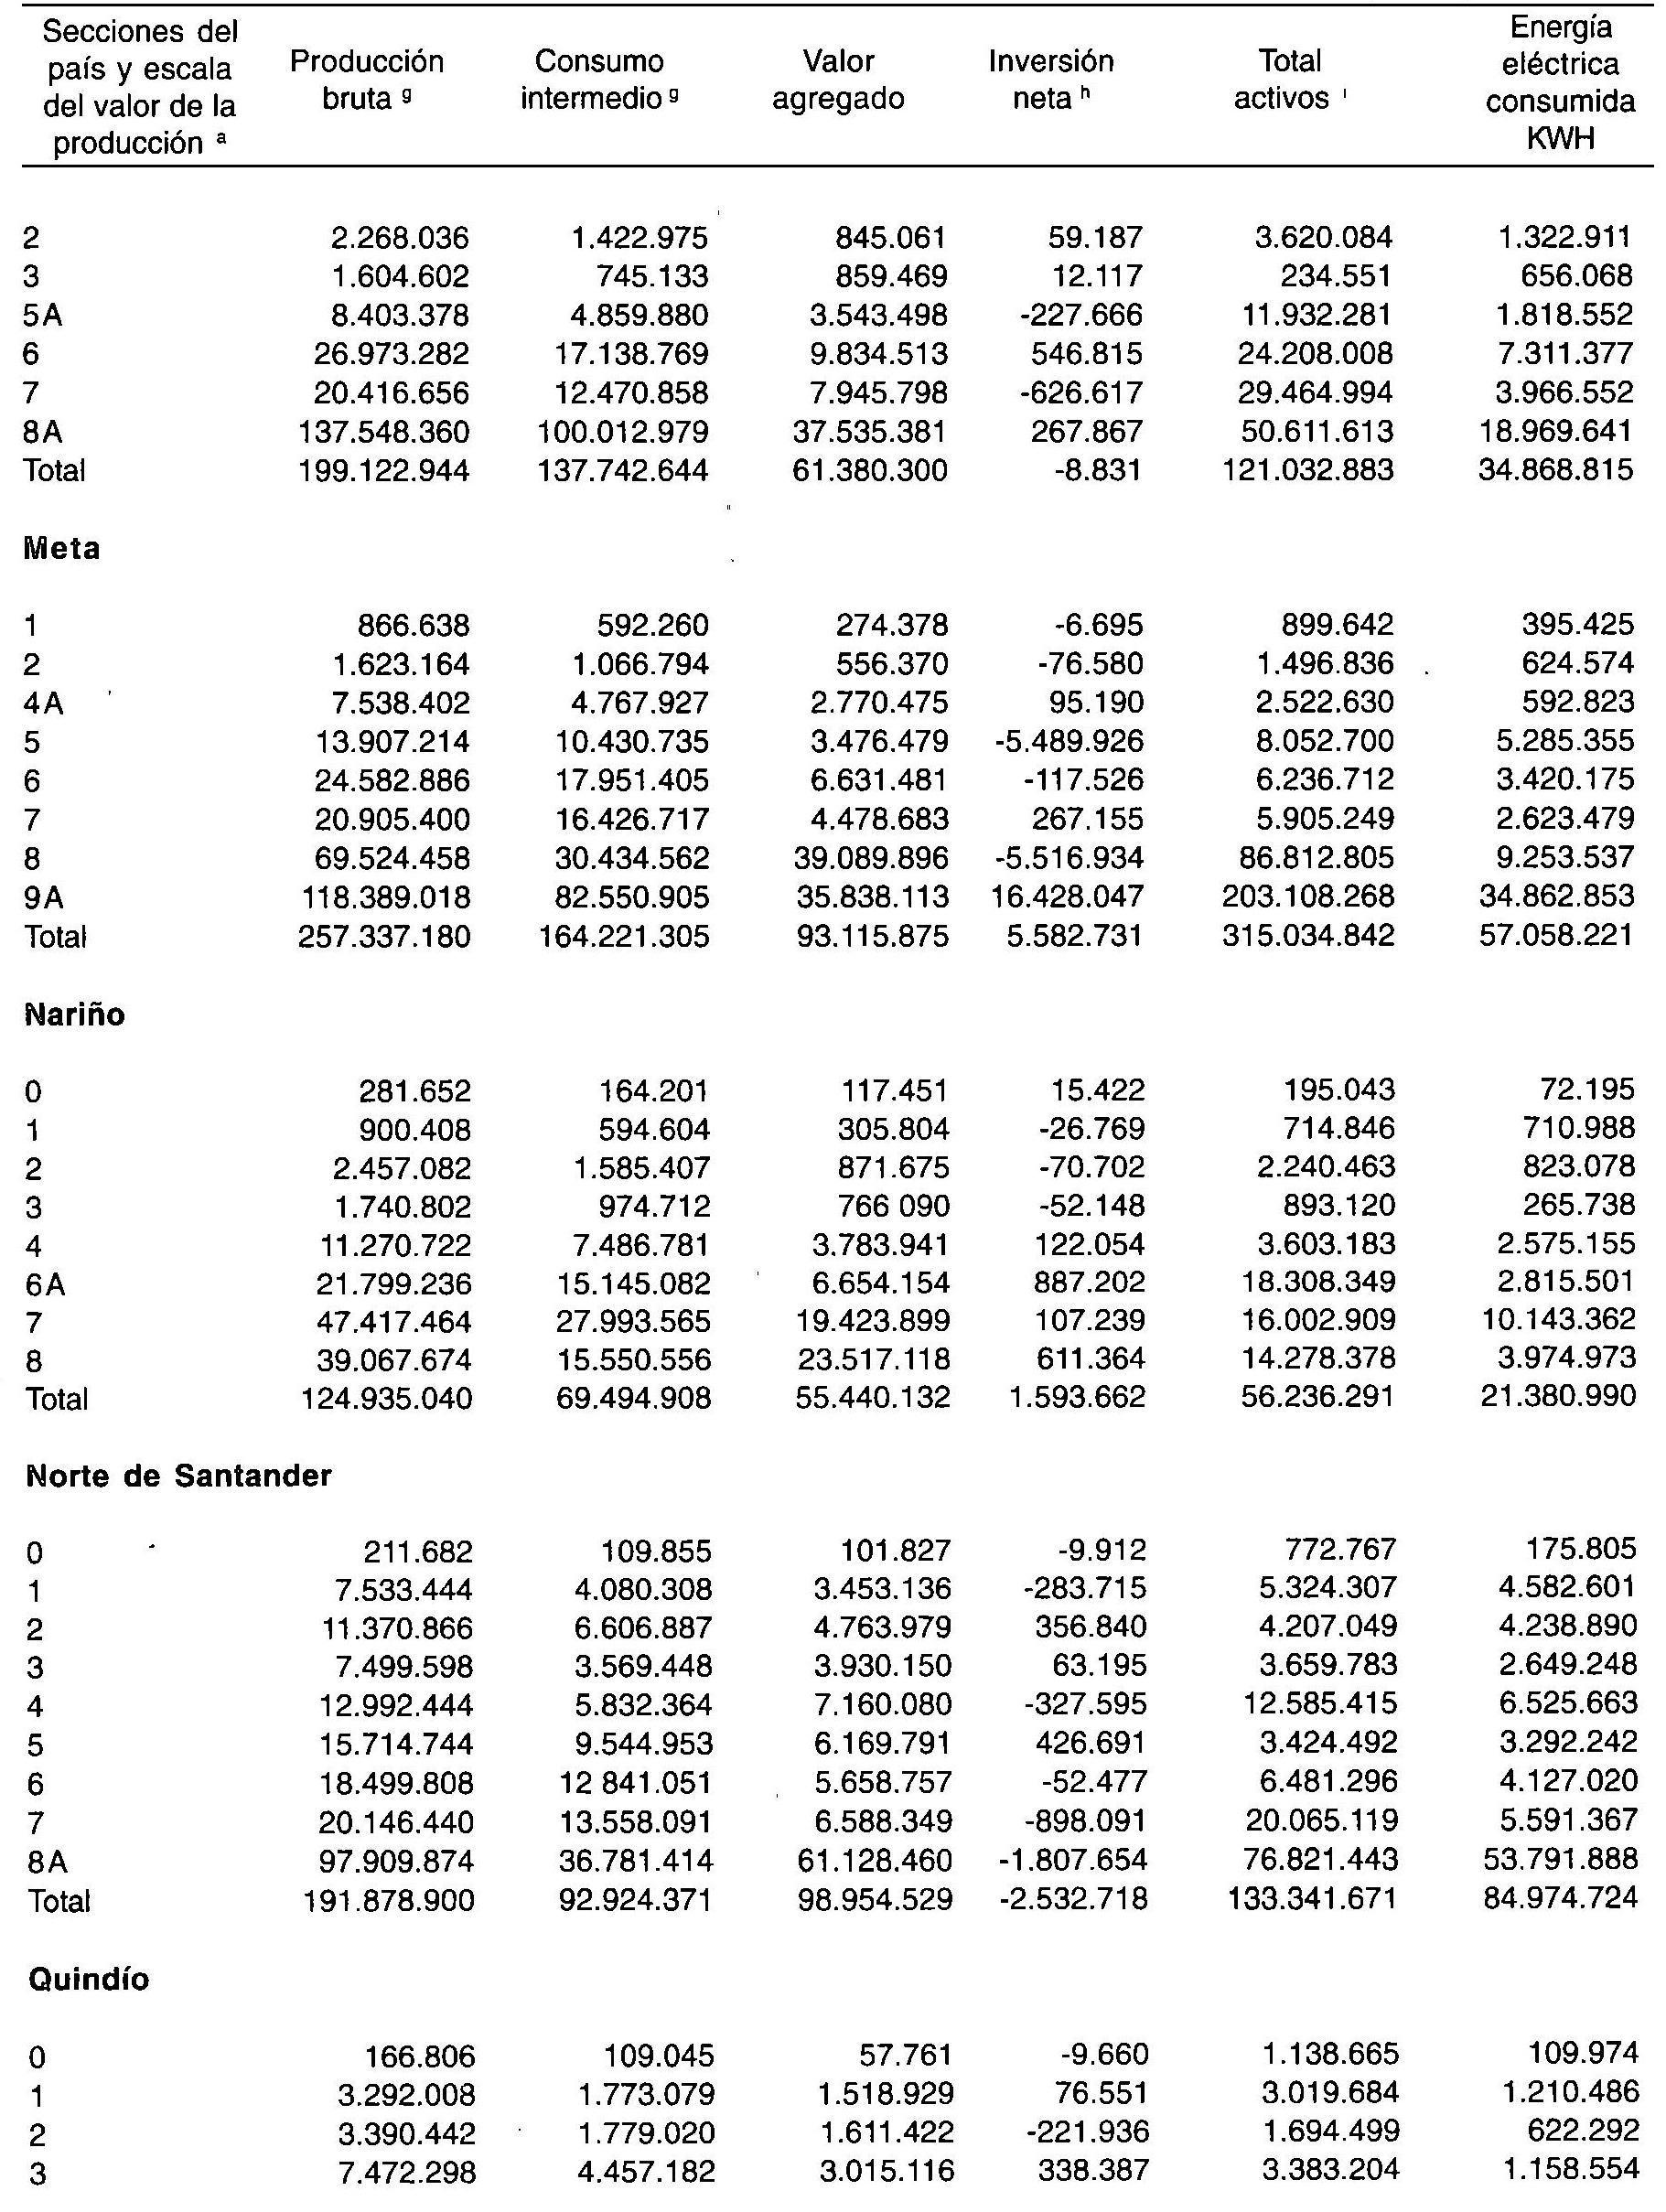 Secciones del país y escala del valor de la producción a Producción bruta g Consumo intermedio g Valor agregado Inversión neta h Total activos i Energía eléctrica consumida KWH
2 2.268.036 1.422.975 845.061 59.187 3.620.084 1.322.911
3 1.604.602 745.133 859.469 12.117 234.551 656.068
5A 8.403.378 4.859.880 3.543.498 -227.666 11.932.281 1.818.552
6 26.973.282 17.138.769 9.834.513 546.815 24.208.008 7.311.377
7 20.416.656 12.470.858 7.945.798 -626.617 29.464.994 3.966.552
8A 137.548.360 100.012.979 37.535.381 267.867 50.611.613 18.969.641
Total 199.122.944 137.742.644 61.380.300 -8.831 121.032.883 34.868.815
Meta
1 866.638 592.260 274.378 -6.695 899.642 395.425
2 1.623.164 1.066.794 556.370 -76.580 1.496.836 624.574
4A 7.538.402 4.767.927 2.770.475 95.190 2.522.630 592.823
5 13.907.214 10.430.735 3.476.479 -5.489.926 8.052.700 5.285.355
6 24.582.886 17.951.405 6.631.481 -117.526 6.236.712 3.420.175
7 20.905.400 16.426.717 4.478.683 267.155 5.905.249 2.623.479
8 69.524.458 30.434.562 39.089.896 -5.516.934 86.812.805 9.253.537
9A 118.389.018 82.550.905 35.838.113 16.428.047 203.108.268 34.862.853
Total 257.337.180 164.221.305 93.115.875 5.582.731 315.034.842 57.058.221
Nariño
0 281.652 164.201 117.451 15.422 195.043 72.195
1 900.408 594.604 305.804 -26.769 714.846 710.988
2 2.457.082 1.585.407 871.675 -70.702 2.240.463 823.078
3 1.740.802 974.712 766 090 -52.148 893.120 265.738
4 11.270.722 7.486.781 3.783.941 122.054 3.603.183 2.575.155
6A 21.799.236 15.145.082 6.654.154 887.202 18.308.349 2.815.501
7 47.417.464 27.993.565 19.423.899 107.239 16.002.909 10.143.362
8 39.067.674 15.550.556 23.517.118 611.364 14.278.378 3.974.973
Total 124.935.040 69.494.908 55.440.132 1.593.662 56.236.291 21.380.990
Norte de Santander
0 211.682 109.855 101.827 -9.912 772.767 175.805
1 7.533.444 4.080.308 3.453.136 -283.715 5.324.307 4.582.601
2 11.370.866 6.606.887 4.763.979 356.840 4.207.049 4.238.890
3 7.499.598 3.569.448 3.930.150 63.195 3.659.783 2.649.248
4 12.992.444 5.832.364 7.160.080 -327.595 12.585.415 6.525.663
5 15.714.744 9.544.953 6.169.791 426.691 3.424.492 3.292.242
6 18.499.808 12 841.051 5.658.757 -52.477 6.481.296 4.127.020
7 20.146.440 13.558.091 6.588.349 -898.091 20.065.119 5.591.367
8A 97.909.874 36.781.414 61.128.460 -1.807.654 76.821.443 53.791.888
Total 191.878.900 92.924.371 98.954.529 -2.532.718 133.341.671 84.974.724
Quindío
0 166.806 109.045 57.761 -9.660 1.138.665 109.974
1 3.292.008 1.773.079 1.518.929 76.551 3.019.684 1.210.486
2 3.390.442 1.779.020 1.611.422 -221.936 1.694.499 622.292
3 7.472.298 4.457.182 3.015.116 338.387 3.383.204 1.158.554